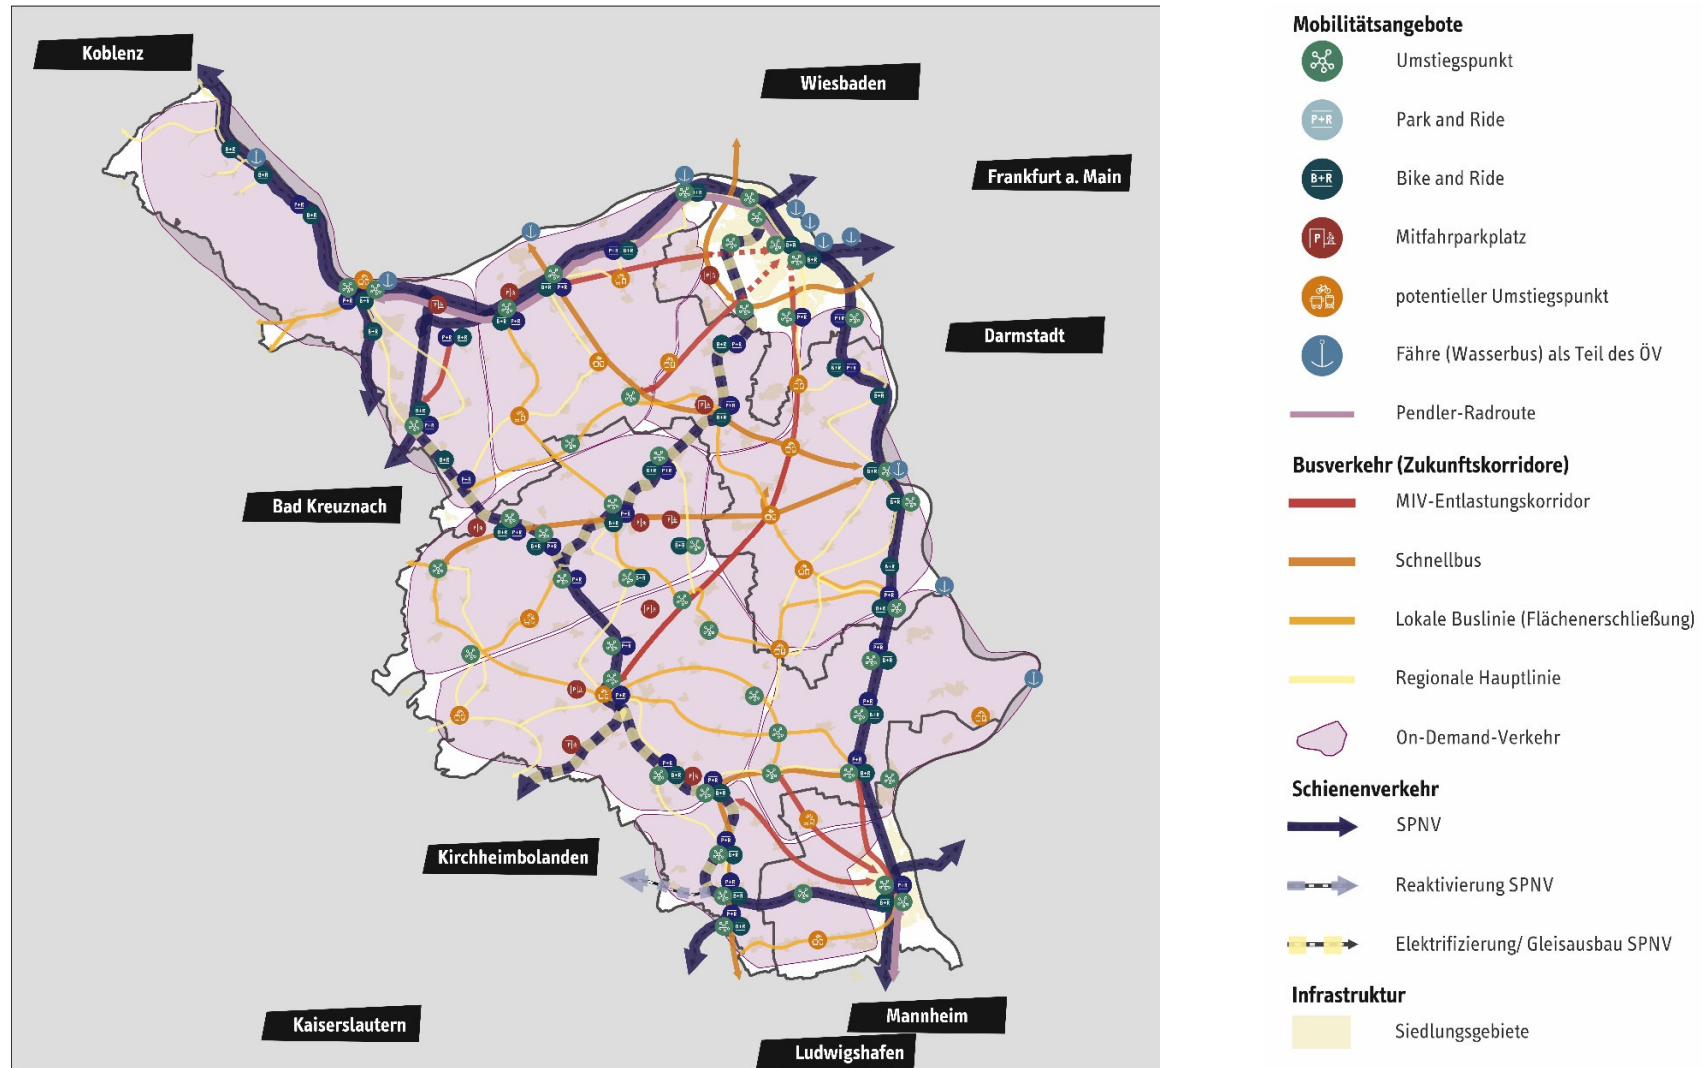 Koblenz
Wiesbaden
Frankfurt a. Main
Darmstadt
Bad Kreuznach
Kirchheimbolanden
Kaiserslautern
Mannheim
Ludwigshafen
Mobilitätsangebote
Umstiegspunkt
P+R Park and Ride
B+R Bike and Ride
P Mitfahrparkplatz
potentieller Umstiegspunkt
Fähre (Wasserbus) als Teil des ÖV
Pendler-Radroute
Busverkehr (Zukunftskorridore)
MIV-Entlastungskorridor
Schnellbus
Lokale Buslinie (Flächenerschließung)
Regionale Hauptlinie
On-Demand-Verkehr
Schienenverkehr
SPNV
Reaktivierung SPNV
Elektrifizierung/ Gleisausbau SPNV
Infrastruktur
Siedlungsgebiete